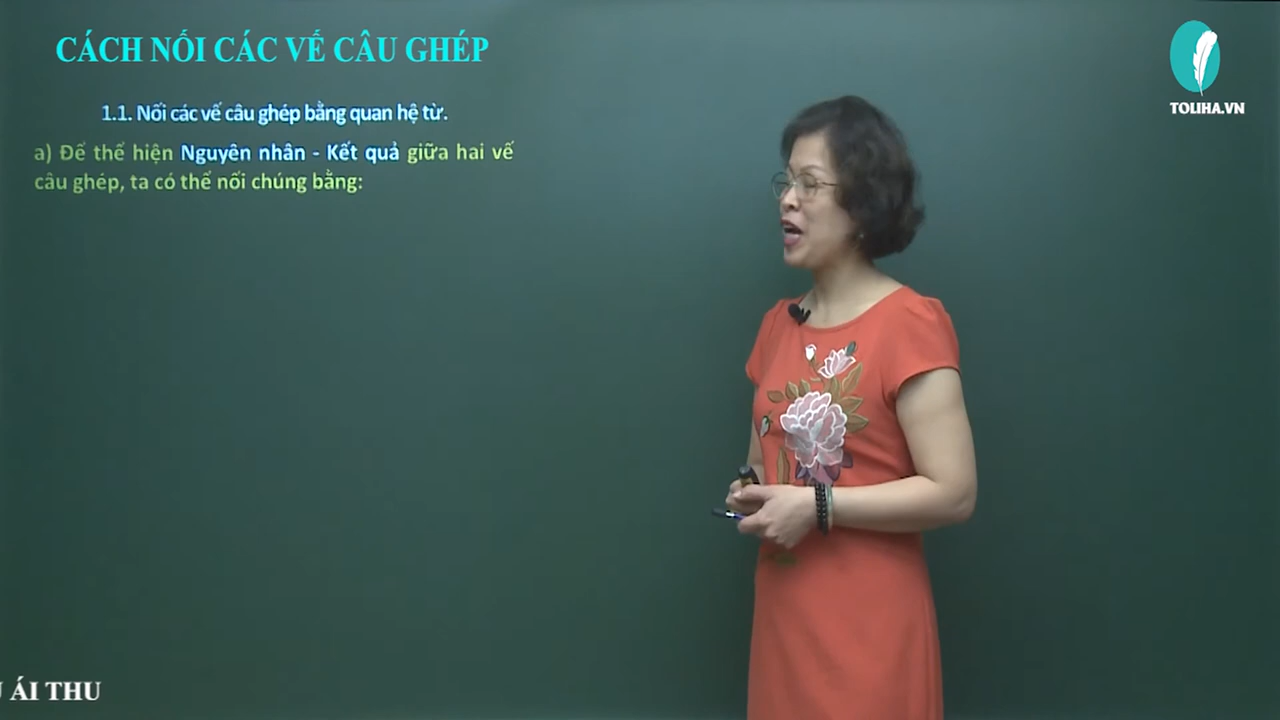 CÁCH NỐI CÁC VẾ CÂU GHÉP
TOLIHA.VN
1.1. Nối các vế câu ghép bằng quan hệ từ.
a) Để thể hiện Nguyên nhân - Kết quả giữa hai vế
câu ghép, ta có thể nối chúng bằng:
ÁI THU